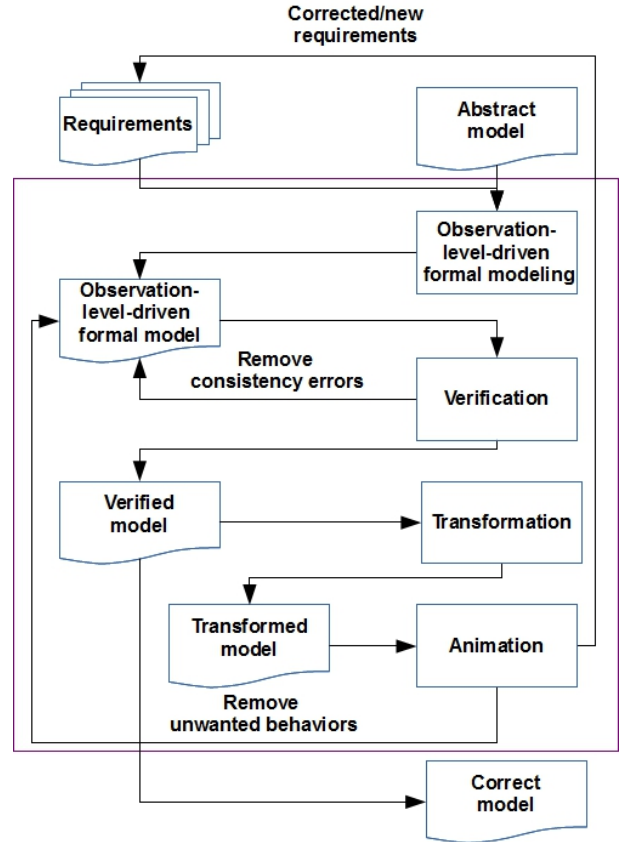 Corrected/new
requirements
Requirements
Abstract
model
Observation-
level-driven
formal modeling
Observation-
level-driven
formal model
Remove
consistency errors
Verification
Verified
model
Transformation
Transformed
model
Animation
Remove
unwanted behaviors
Correct
model